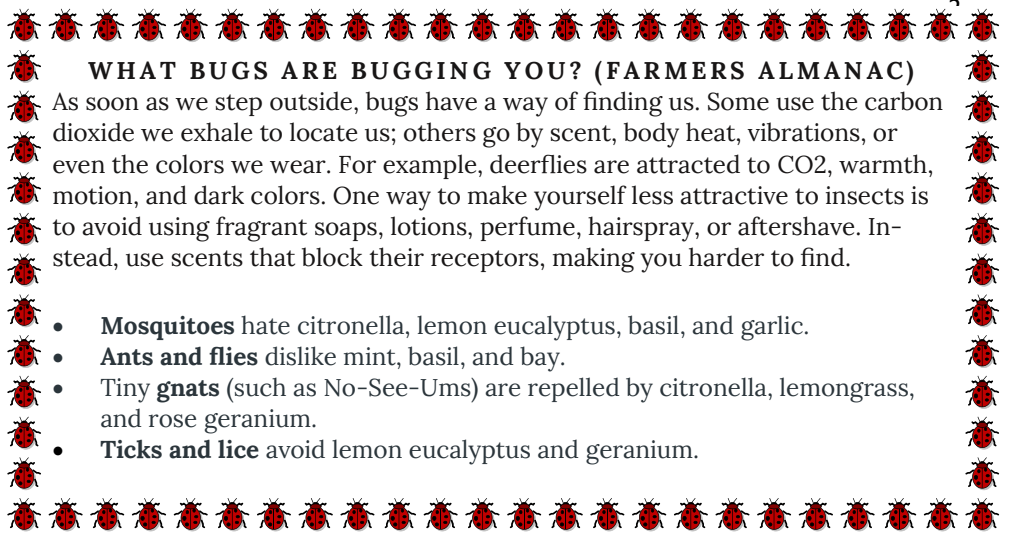 WHAT BUGS ARE BUGGING YOU? (FARMERS ALMANAC)
As soon as we step outside, bugs have a way of finding us. Some use the carbon
dioxide we exhale to locate us; others go by scent, body heat, vibrations, or
even the colors we wear. For example, deerflies are attracted to CO2, warmth,
motion, and dark colors. One way to make yourself less attractive to insects is
to avoid using fragrant soaps, lotions, perfume, hairspray, or aftershave. In-
stead, use scents that block their receptors, making you harder to find.
• Mosquitoes hate citronella, lemon eucalyptus, basil, and garlic.
• Ants and flies dislike mint, basil, and bay.
• Tiny gnats (such as No-See-Ums) are repelled by citronella, lemongrass,
and rose geranium.
• Ticks and lice avoid lemon eucalyptus and geranium.